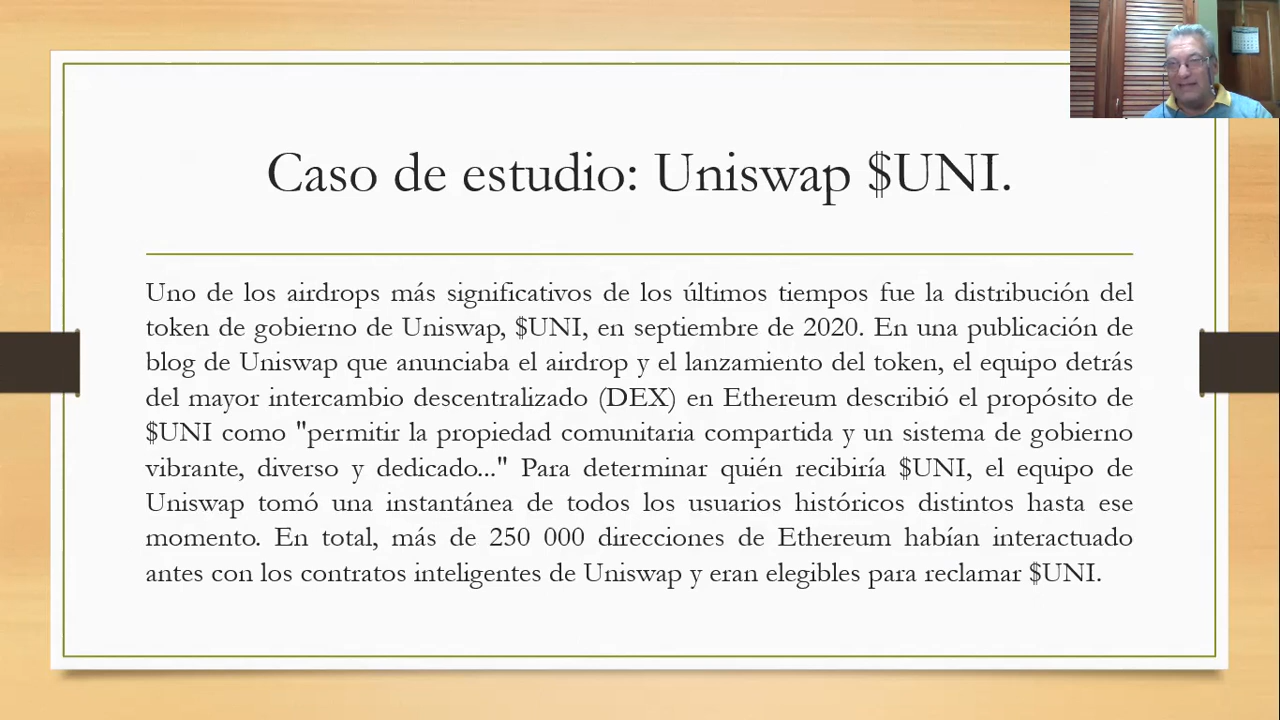 Caso de estudio: Uniswap $UNI.
Uno de los airdrops más significativos de los últimos tiempos fue la distribución del
token de gobierno de Uniswap, $UNI, en septiembre de 2020. En una publicación de
blog de Uniswap que anunciaba el airdrop y el lanzamiento del token, el equipo detrás
del mayor intercambio descentralizado (DEX) en Ethereum describió el propósito de
$UNI como "permitir la propiedad comunitaria compartida y un sistema de gobierno
vibrante, diverso y dedicado..." Para determinar quién recibiría $UNI, el equipo de
Uniswap tomó una instantánea de todos los usuarios históricos distintos hasta ese
momento. En total, más de 250 000 direcciones de Ethereum habían interactuado
antes con los contratos inteligentes de Uniswap y eran elegibles para reclamar $UNI.